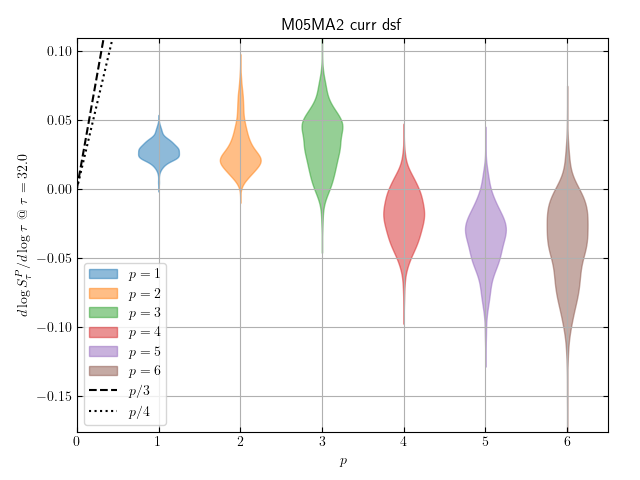 M05MA2 curr dsf
d log S_τ^P / d log τ @ τ = 32.0
0.10
0.05
0.00
−0.05
−0.10
−0.15
p = 1
p = 2
p = 3
p = 4
p = 5
p = 6
p/3
p/4
0 1 2 3 4 5 6
p